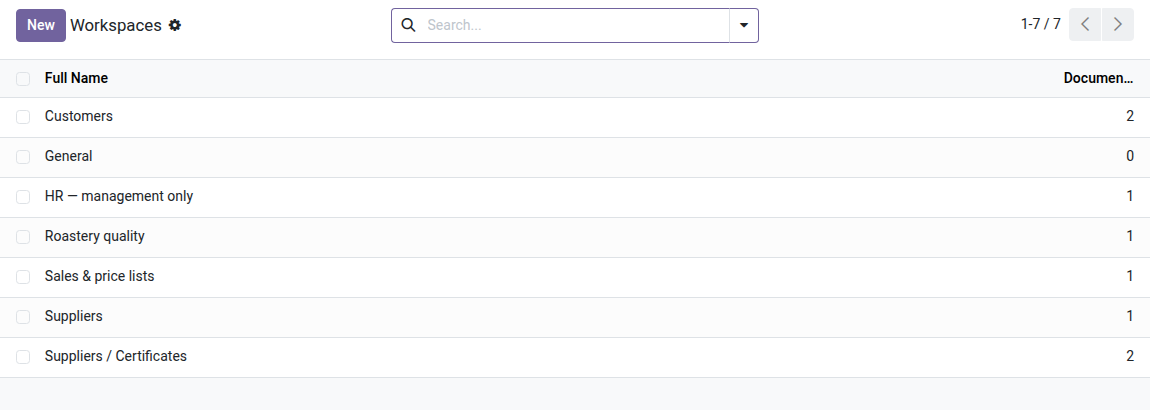 New Workspaces Search... 1-7 / 7
Full Name Documen...
Customers 2
General 0
HR — management only 1
Roastery quality 1
Sales & price lists 1
Suppliers 1
Suppliers / Certificates 2